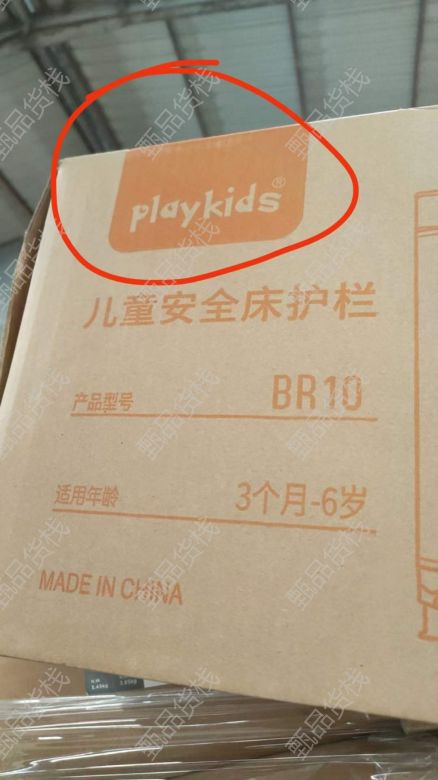 playkids®
儿童安全床护栏
产品型号 BR10
适用年龄 3个月-6岁
MADE IN CHINA
甄品货栈